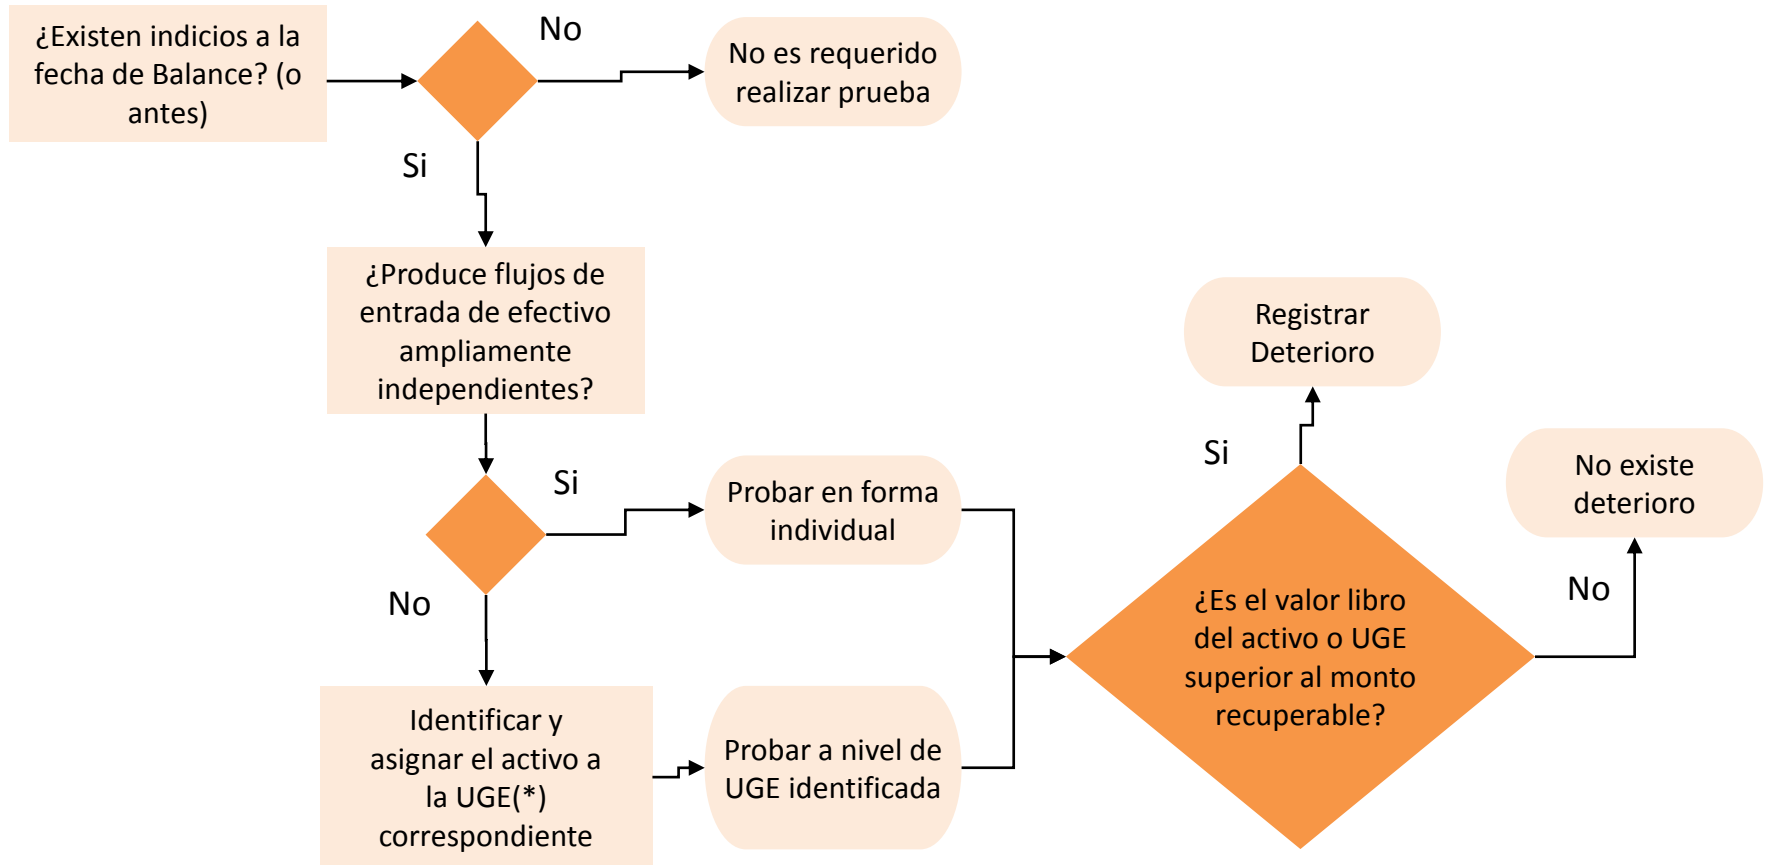 ¿Existen indicios a la
fecha de Balance? (o
antes)
No
No es requerido
realizar prueba
Si
¿Produce flujos de
entrada de efectivo
ampliamente
independientes?
Si
Probar en forma
individual
No
Identificar y
asignar el activo a
la UGE(*)
correspondiente
Probar a nivel de
UGE identificada
¿Es el valor libro
del activo o UGE
superior al monto
recuperable?
Si
Registrar
Deterioro
No
No existe
deterioro